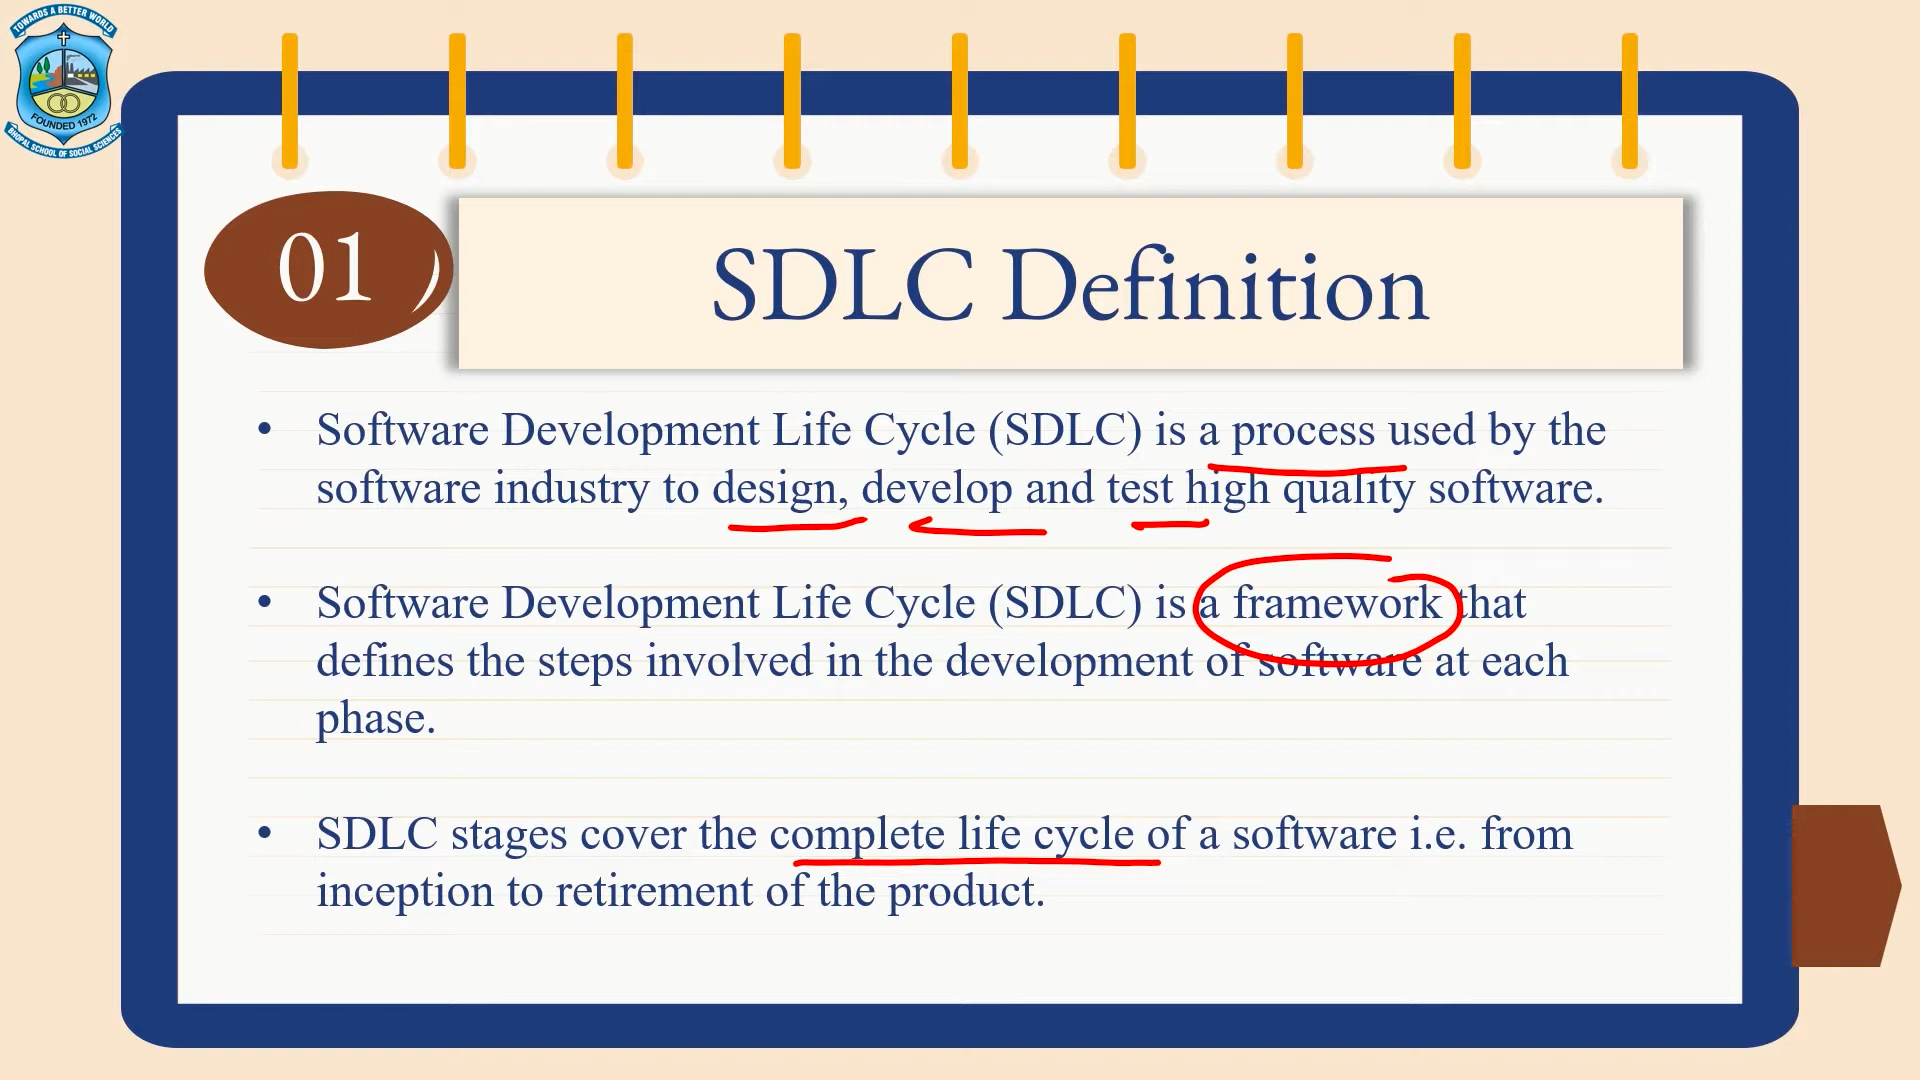 TOWARDS A BETTER WORLD
FOUNDED 1972
BHOPAL SCHOOL OF SOCIAL SCIENCES
01
SDLC Definition
• Software Development Life Cycle (SDLC) is a process used by the
software industry to design, develop and test high quality software.
• Software Development Life Cycle (SDLC) is a framework that
defines the steps involved in the development of software at each
phase.
• SDLC stages cover the complete life cycle of a software i.e. from
inception to retirement of the product.